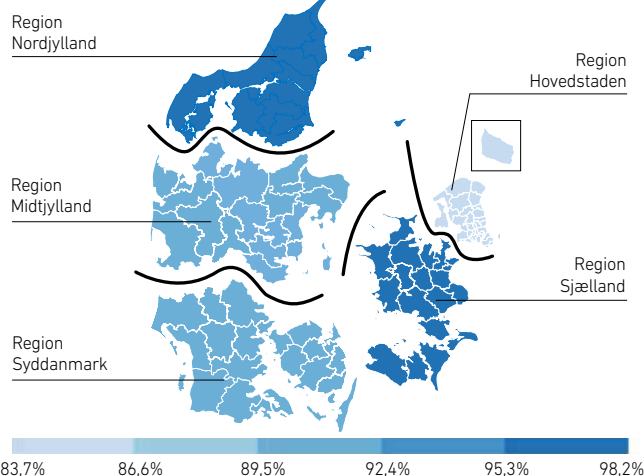 Region
Nordjylland
Region
Hovedstaden
Region
Midtjylland
Region
Sjælland
Region
Syddanmark
83,7% 86,6% 89,5% 92,4% 95,3% 98,2%